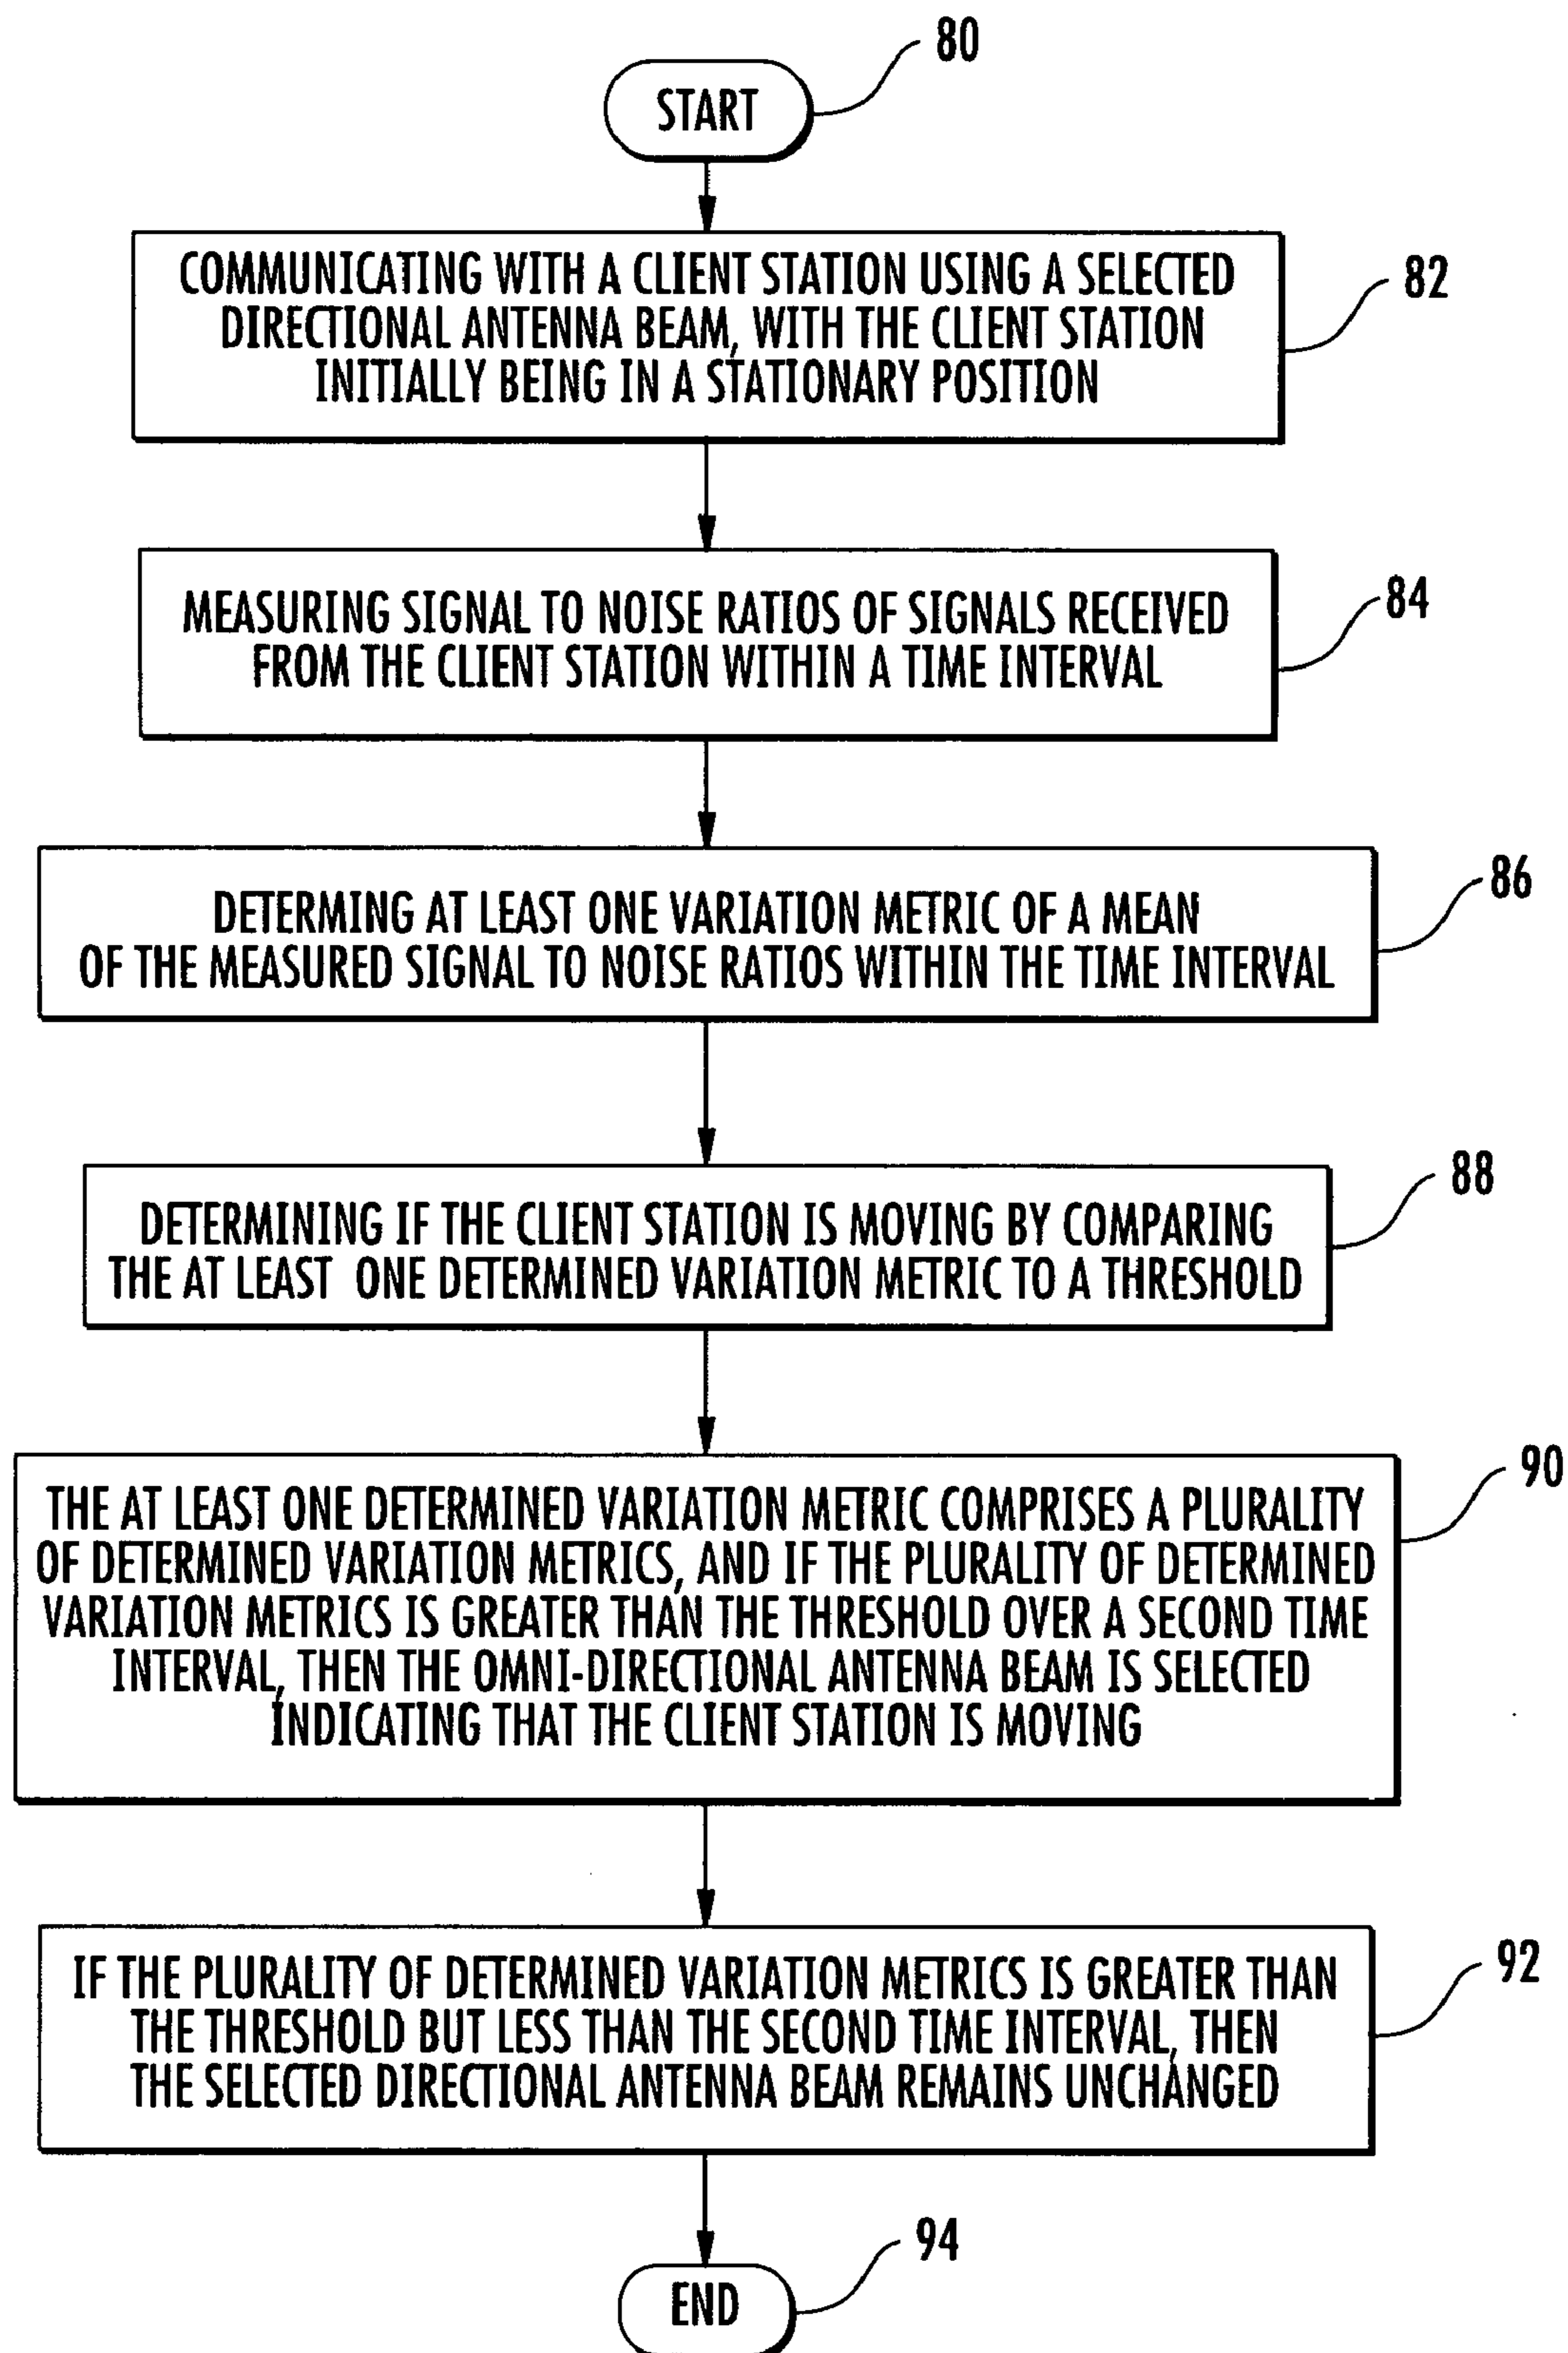 80
START
COMMUNICATING WITH A CLIENT STATION USING A SELECTED
DIRECTIONAL ANTENNA BEAM, WITH THE CLIENT STATION
INITIALLY BEING IN A STATIONARY POSITION
82
MEASURING SIGNAL TO NOISE RATIOS OF SIGNALS RECEIVED
FROM THE CLIENT STATION WITHIN A TIME INTERVAL
84
DETERMING AT LEAST ONE VARIATION METRIC OF A MEAN
OF THE MEASURED SIGNAL TO NOISE RATIOS WITHIN THE TIME INTERVAL
86
DETERMINING IF THE CLIENT STATION IS MOVING BY COMPARING
THE AT LEAST ONE DETERMINED VARIATION METRIC TO A THRESHOLD
88
THE AT LEAST ONE DETERMINED VARIATION METRIC COMPRISES A PLURALITY
OF DETERMINED VARIATION METRICS, AND IF THE PLURALITY OF DETERMINED
VARIATION METRICS IS GREATER THAN THE THRESHOLD OVER A SECOND TIME
INTERVAL, THEN THE OMNI-DIRECTIONAL ANTENNA BEAM IS SELECTED
INDICATING THAT THE CLIENT STATION IS MOVING
90
IF THE PLURALITY OF DETERMINED VARIATION METRICS IS GREATER THAN
THE THRESHOLD BUT LESS THAN THE SECOND TIME INTERVAL, THEN
THE SELECTED DIRECTIONAL ANTENNA BEAM REMAINS UNCHANGED
92
END
94